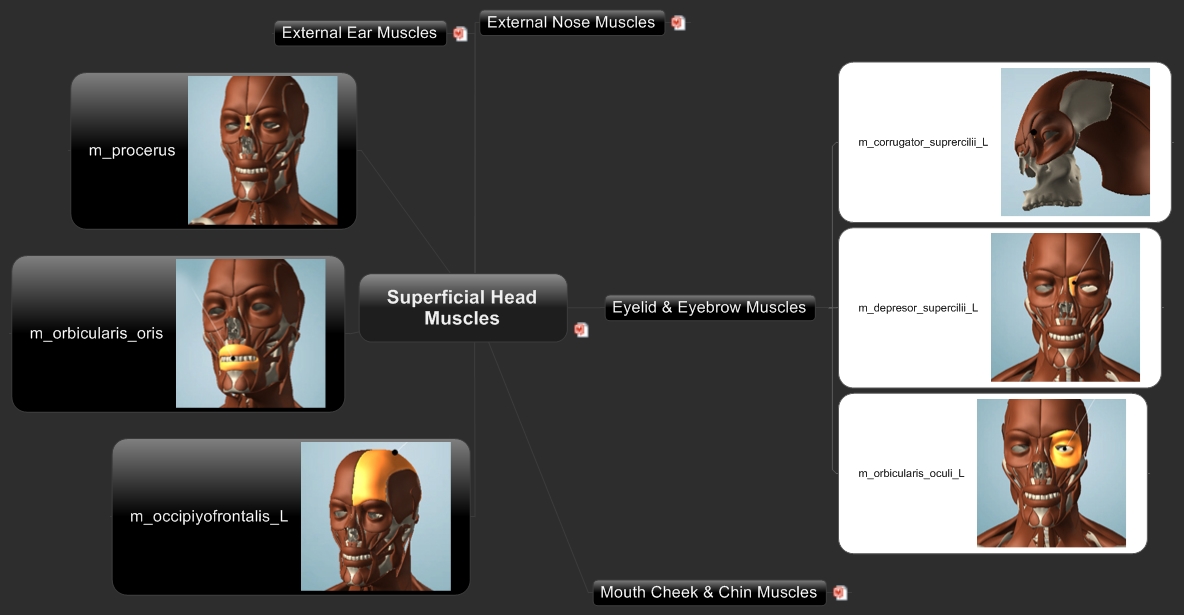 External Ear Muscles
External Nose Muscles
m_procerus
m_corrugator_suprercilii_L
m_orbicularis_oris
Superficial Head
Muscles
Eyelid & Eyebrow Muscles
m_depresor_supercilii_L
m_occipiyofrontalis_L
m_orbicularis_oculi_L
Mouth Cheek & Chin Muscles